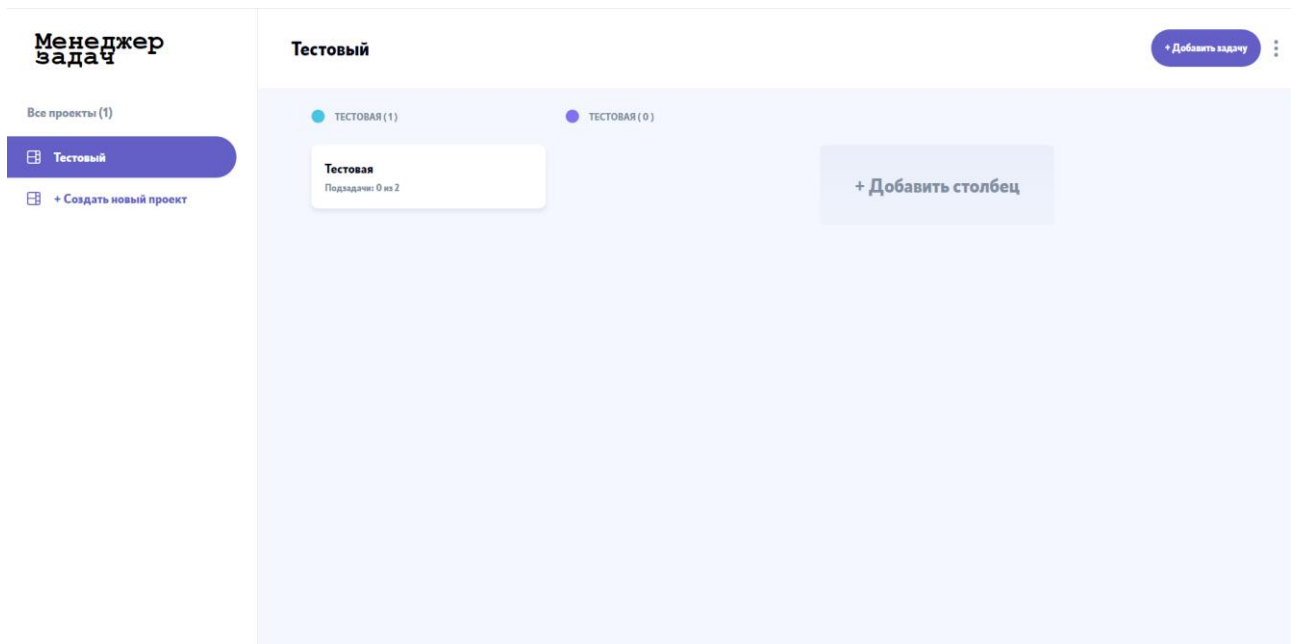 Менеджер
задач
Все проекты (1)
Тестовый
+ Создать новый проект
Тестовый
+ Добавить задачу
ТЕСТОВАЯ (1)
ТЕСТОВАЯ ( 0 )
Тестовая
Подзадачи: 0 из 2
+ Добавить столбец